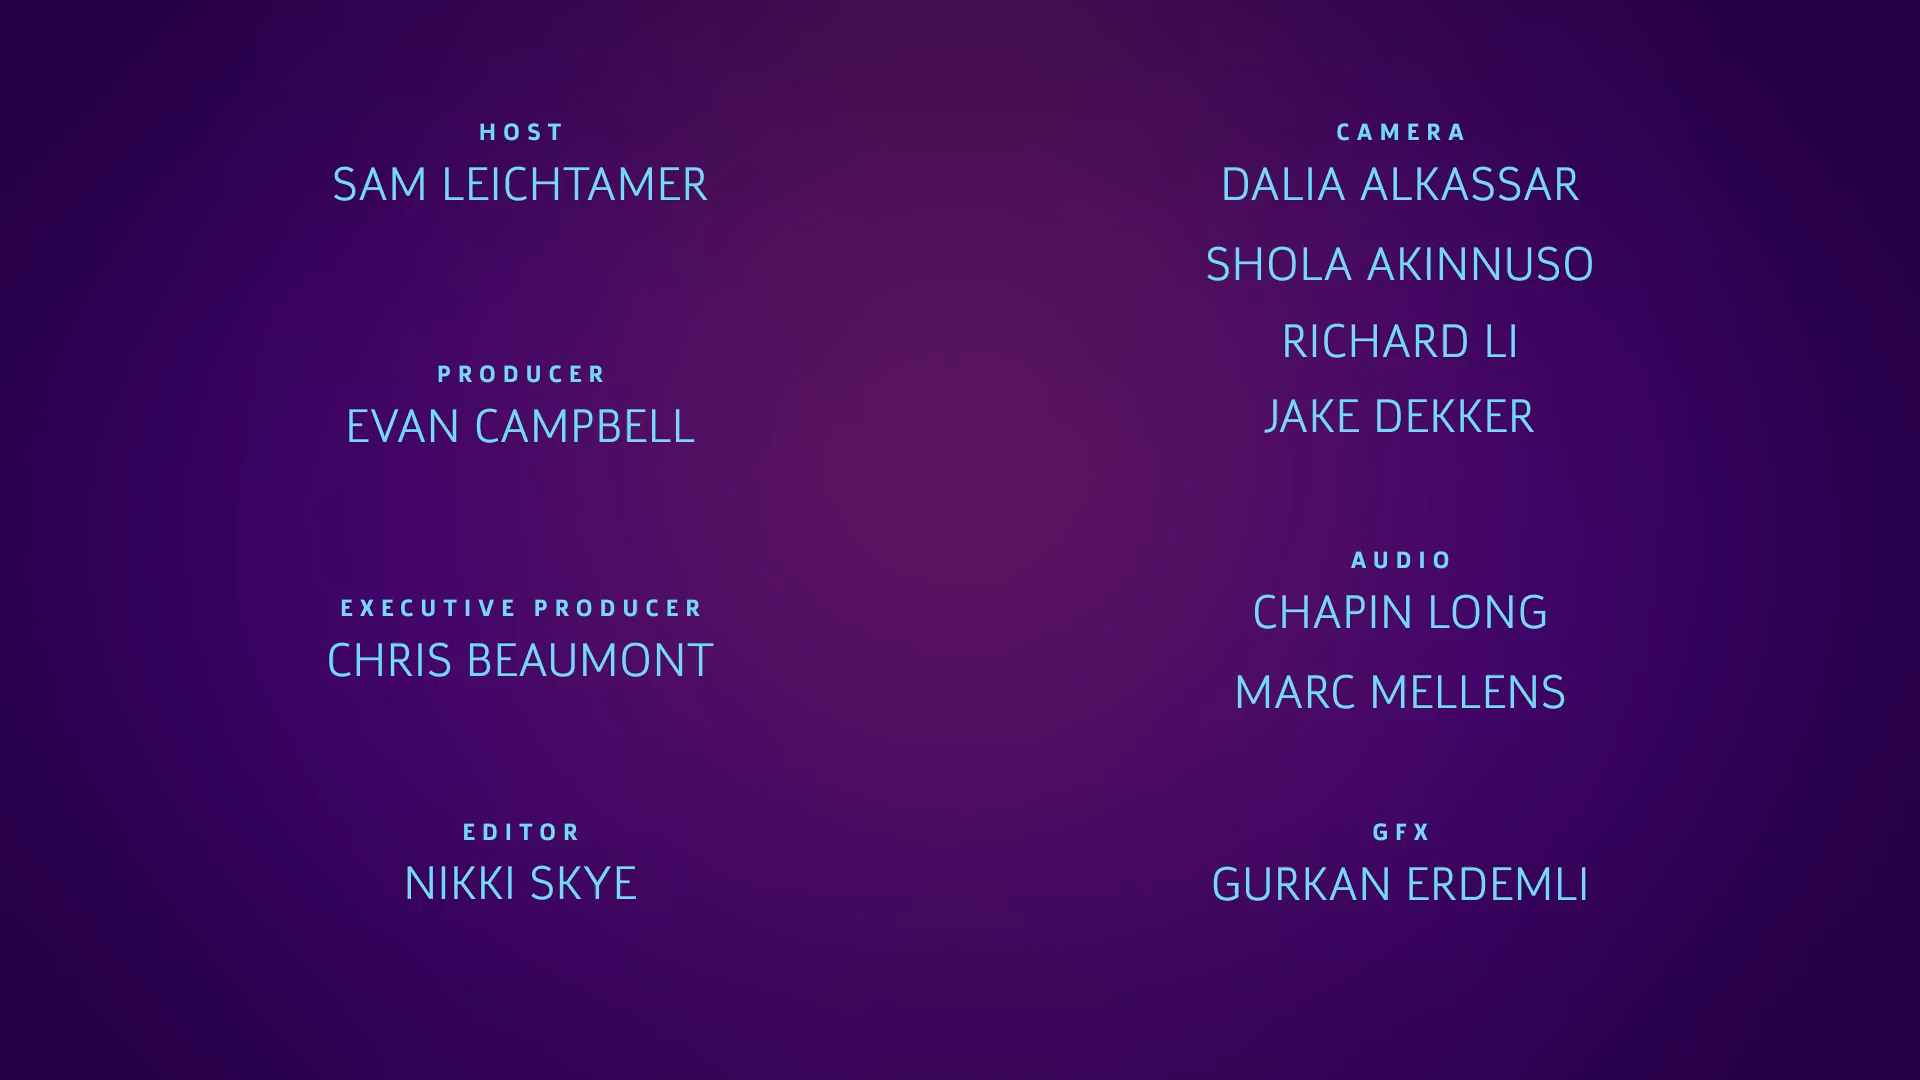 HOST
SAM LEICHTAMER
PRODUCER
EVAN CAMPBELL
EXECUTIVE PRODUCER
CHRIS BEAUMONT
EDITOR
NIKKI SKYE
CAMERA
DALIA ALKASSAR
SHOLA AKINNUSO
RICHARD LI
JAKE DEKKER
AUDIO
CHAPIN LONG
MARC MELLENS
GFX
GURKAN ERDEMLI